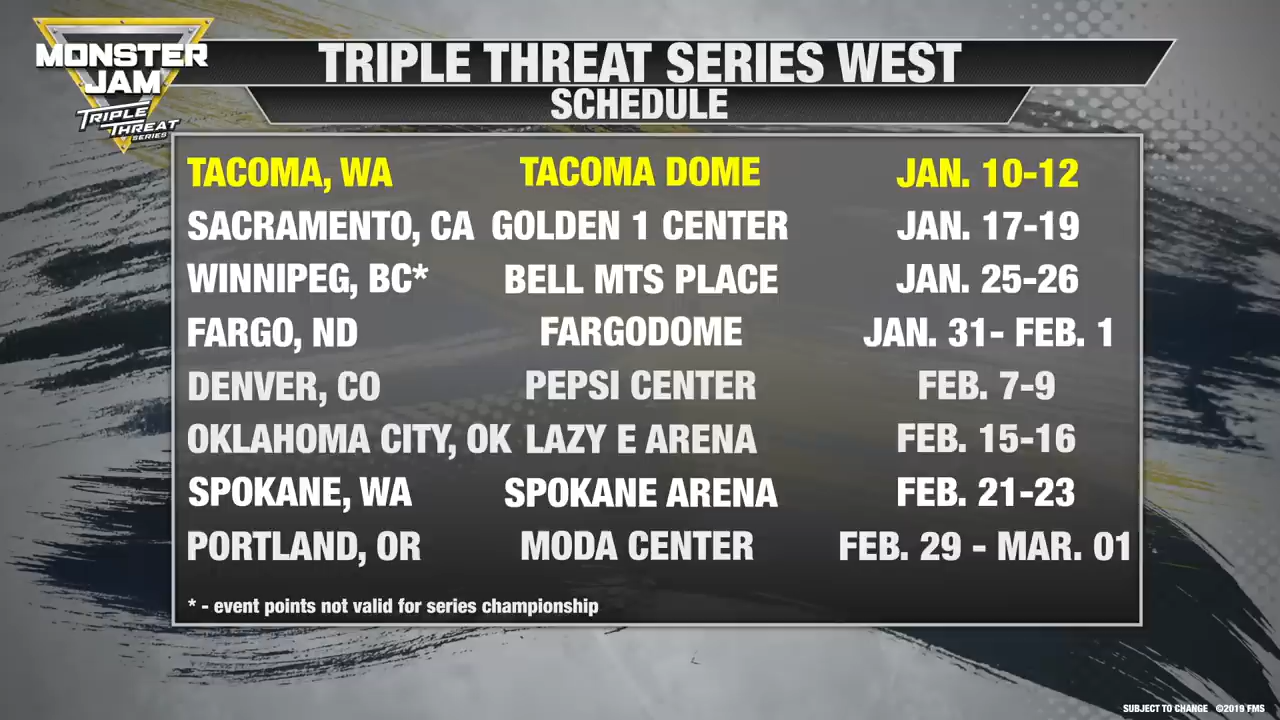 MONSTER
JAM
TRIPLE
THREAT
SERIES
TRIPLE THREAT SERIES WEST
SCHEDULE
TACOMA, WA TACOMA DOME JAN. 10-12
SACRAMENTO, CA GOLDEN 1 CENTER JAN. 17-19
WINNIPEG, BC* BELL MTS PLACE JAN. 25-26
FARGO, ND FARGODOME JAN. 31- FEB. 1
DENVER, CO PEPSI CENTER FEB. 7-9
OKLAHOMA CITY, OK LAZY E ARENA FEB. 15-16
SPOKANE, WA SPOKANE ARENA FEB. 21-23
PORTLAND, OR MODA CENTER FEB. 29 - MAR. 01
* - event points not valid for series championship
SUBJECT TO CHANGE ©2019 FMS